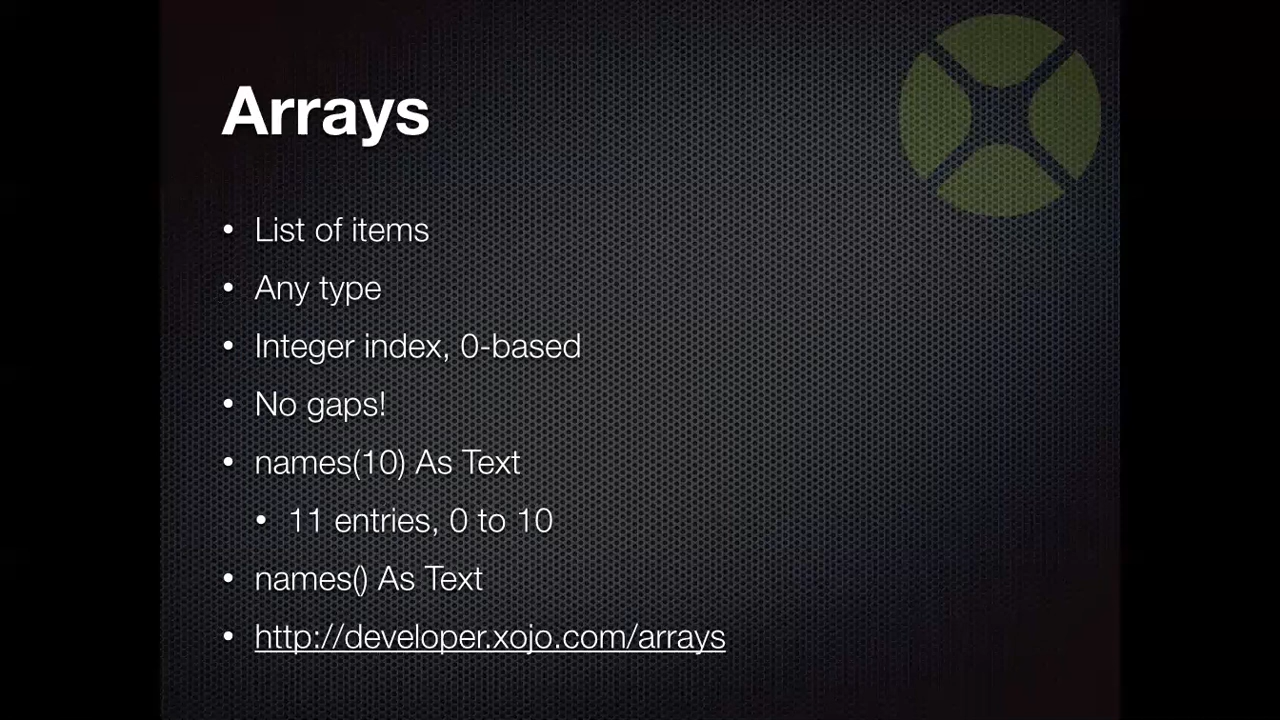 Arrays
• List of items
• Any type
• Integer index, 0-based
• No gaps!
• names(10) As Text
• 11 entries, 0 to 10
• names() As Text
• http://developer.xojo.com/arrays